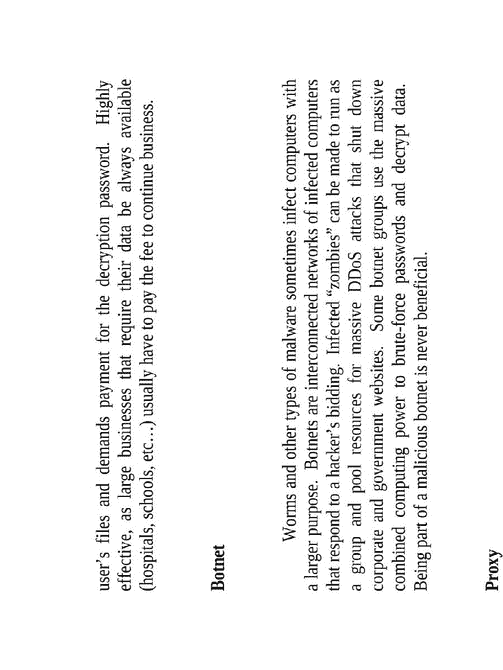 user's files and demands payment for the decryption password. Highly
effective, as large businesses that require their data be always available
(hospitals, schools, etc…) usually have to pay the fee to continue business.
Botnet
Worms and other types of malware sometimes infect computers with
a larger purpose. Botnets are interconnected networks of infected computers
that respond to a hacker's bidding. Infected “zombies” can be made to run as
a group and pool resources for massive DDoS attacks that shut down
corporate and government websites. Some botnet groups use the massive
combined computing power to brute-force passwords and decrypt data.
Being part of a malicious botnet is never beneficial.
Proxy